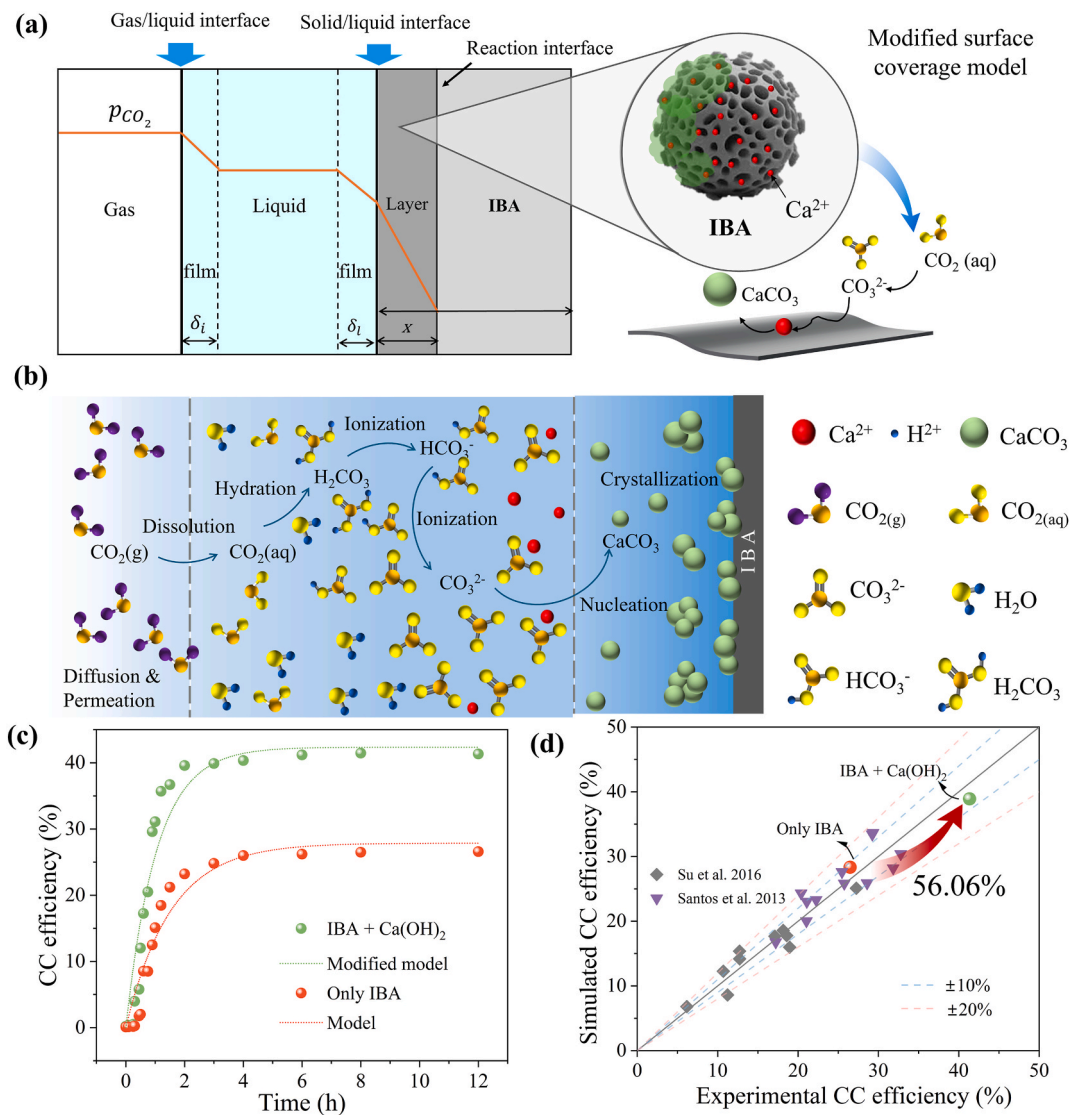 (a)
Gas/liquid interface
Solid/liquid interface
Reaction interface
Modified surface
coverage model
p_{CO_2}
Gas
Liquid
Layer
IBA
film
film
δ_i
δ_l
x
IBA
Ca²⁺
CO₂ (aq)
CO₃²⁻
CaCO₃
(b)
Ionization
HCO₃⁻
Hydration
H₂CO₃
Dissolution
Ionization
CO₂(g)
CO₂(aq)
CO₃²⁻
Crystallization
CaCO₃
Nucleation
IBA
Diffusion &
Permeation
Ca²⁺
H²⁺
CaCO₃
CO₂(g)
CO₂(aq)
CO₃²⁻
H₂O
HCO₃⁻
H₂CO₃
(c)
CC efficiency (%)
40
30
20
10
0
IBA + Ca(OH)₂
Modified model
Only IBA
Model
0 2 4 6 8 10 12
Time (h)
(d)
Simulated CC efficiency (%)
50
40
30
20
10
0
IBA + Ca(OH)₂
Only IBA
56.06%
Su et al. 2016
Santos et al. 2013
±10%
±20%
0 10 20 30 40 50
Experimental CC efficiency (%)